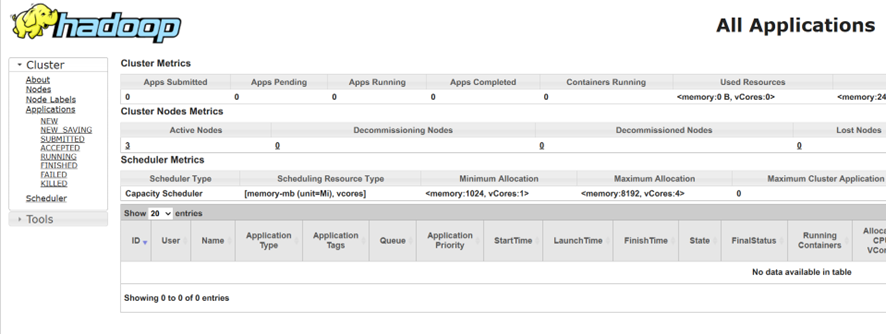 hadoop
All Applications
Cluster
About
Nodes
Node Labels
Applications
NEW
NEW_SAVING
SUBMITTED
ACCEPTED
RUNNING
FINISHED
FAILED
KILLED
Scheduler
Tools
Cluster Metrics
Apps Submitted Apps Pending Apps Running Apps Completed Containers Running Used Resources
0 0 0 0 0 <memory:0 B, vCores:0> <memory:24
Cluster Nodes Metrics
Active Nodes Decommissioning Nodes Decommissioned Nodes Lost Nodes
3 0 0 0
Scheduler Metrics
Scheduler Type Scheduling Resource Type Minimum Allocation Maximum Allocation Maximum Cluster Application
Capacity Scheduler [memory-mb (unit=Mi), vcores] <memory:1024, vCores:1> <memory:8192, vCores:4> 0
Show 20 entries
ID User Name Application Type Application Tags Queue Application Priority StartTime LaunchTime FinishTime State FinalStatus Running Containers Alloca CPU VCor
No data available in table
Showing 0 to 0 of 0 entries